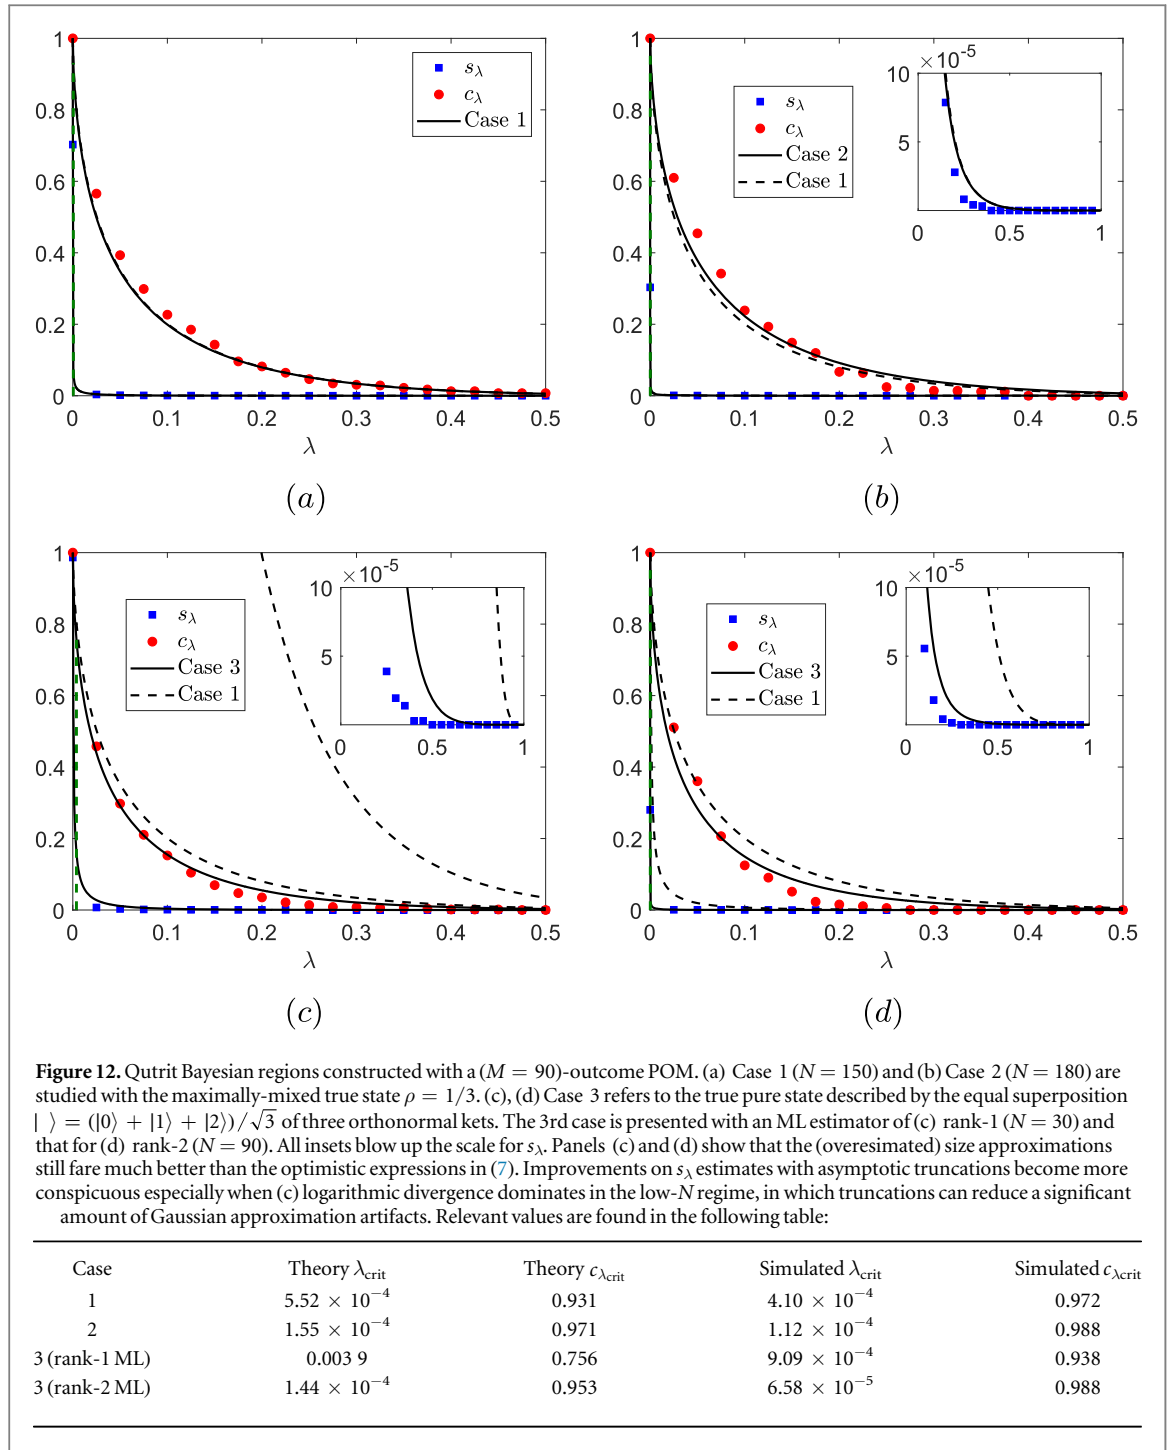 1
0.8
0.6
0.4
0.2
0
0 0.1 0.2 0.3 0.4 0.5
λ
sλ
cλ
Case 1
(a)
1
0.8
0.6
0.4
0.2
0
0 0.1 0.2 0.3 0.4 0.5
λ
sλ
cλ
Case 2
Case 1
×10⁻⁵
10
5
0 0.5 1
(b)
1
0.8
0.6
0.4
0.2
0
0 0.1 0.2 0.3 0.4 0.5
λ
sλ
cλ
Case 3
Case 1
×10⁻⁵
10
5
0 0.5 1
(c)
1
0.8
0.6
0.4
0.2
0
0 0.1 0.2 0.3 0.4 0.5
λ
sλ
cλ
Case 3
Case 1
×10⁻⁵
10
5
0 0.5 1
(d)
Figure 12. Qutrit Bayesian regions constructed with a (M = 90)-outcome POM. (a) Case 1 (N = 150) and (b) Case 2 (N = 180) are
studied with the maximally-mixed true state ρ = 1/3. (c), (d) Case 3 refers to the true pure state described by the equal superposition
| ⟩ = (|0⟩ + |1⟩ + |2⟩)/√3 of three orthonormal kets. The 3rd case is presented with an ML estimator of (c) rank-1 (N = 30) and
that for (d) rank-2 (N = 90). All insets blow up the scale for sλ. Panels (c) and (d) show that the (overesimated) size approximations
still fare much better than the optimistic expressions in (7). Improvements on sλ estimates with asymptotic truncations become more
conspicuous especially when (c) logarithmic divergence dominates in the low-N regime, in which truncations can reduce a significant
amount of Gaussian approximation artifacts. Relevant values are found in the following table:
Case Theory λcrit Theory cλcrit Simulated λcrit Simulated cλcrit
1 5.52 × 10⁻⁴ 0.931 4.10 × 10⁻⁴ 0.972
2 1.55 × 10⁻⁴ 0.971 1.12 × 10⁻⁴ 0.988
3 (rank-1 ML) 0.003 9 0.756 9.09 × 10⁻⁴ 0.938
3 (rank-2 ML) 1.44 × 10⁻⁴ 0.953 6.58 × 10⁻⁵ 0.988